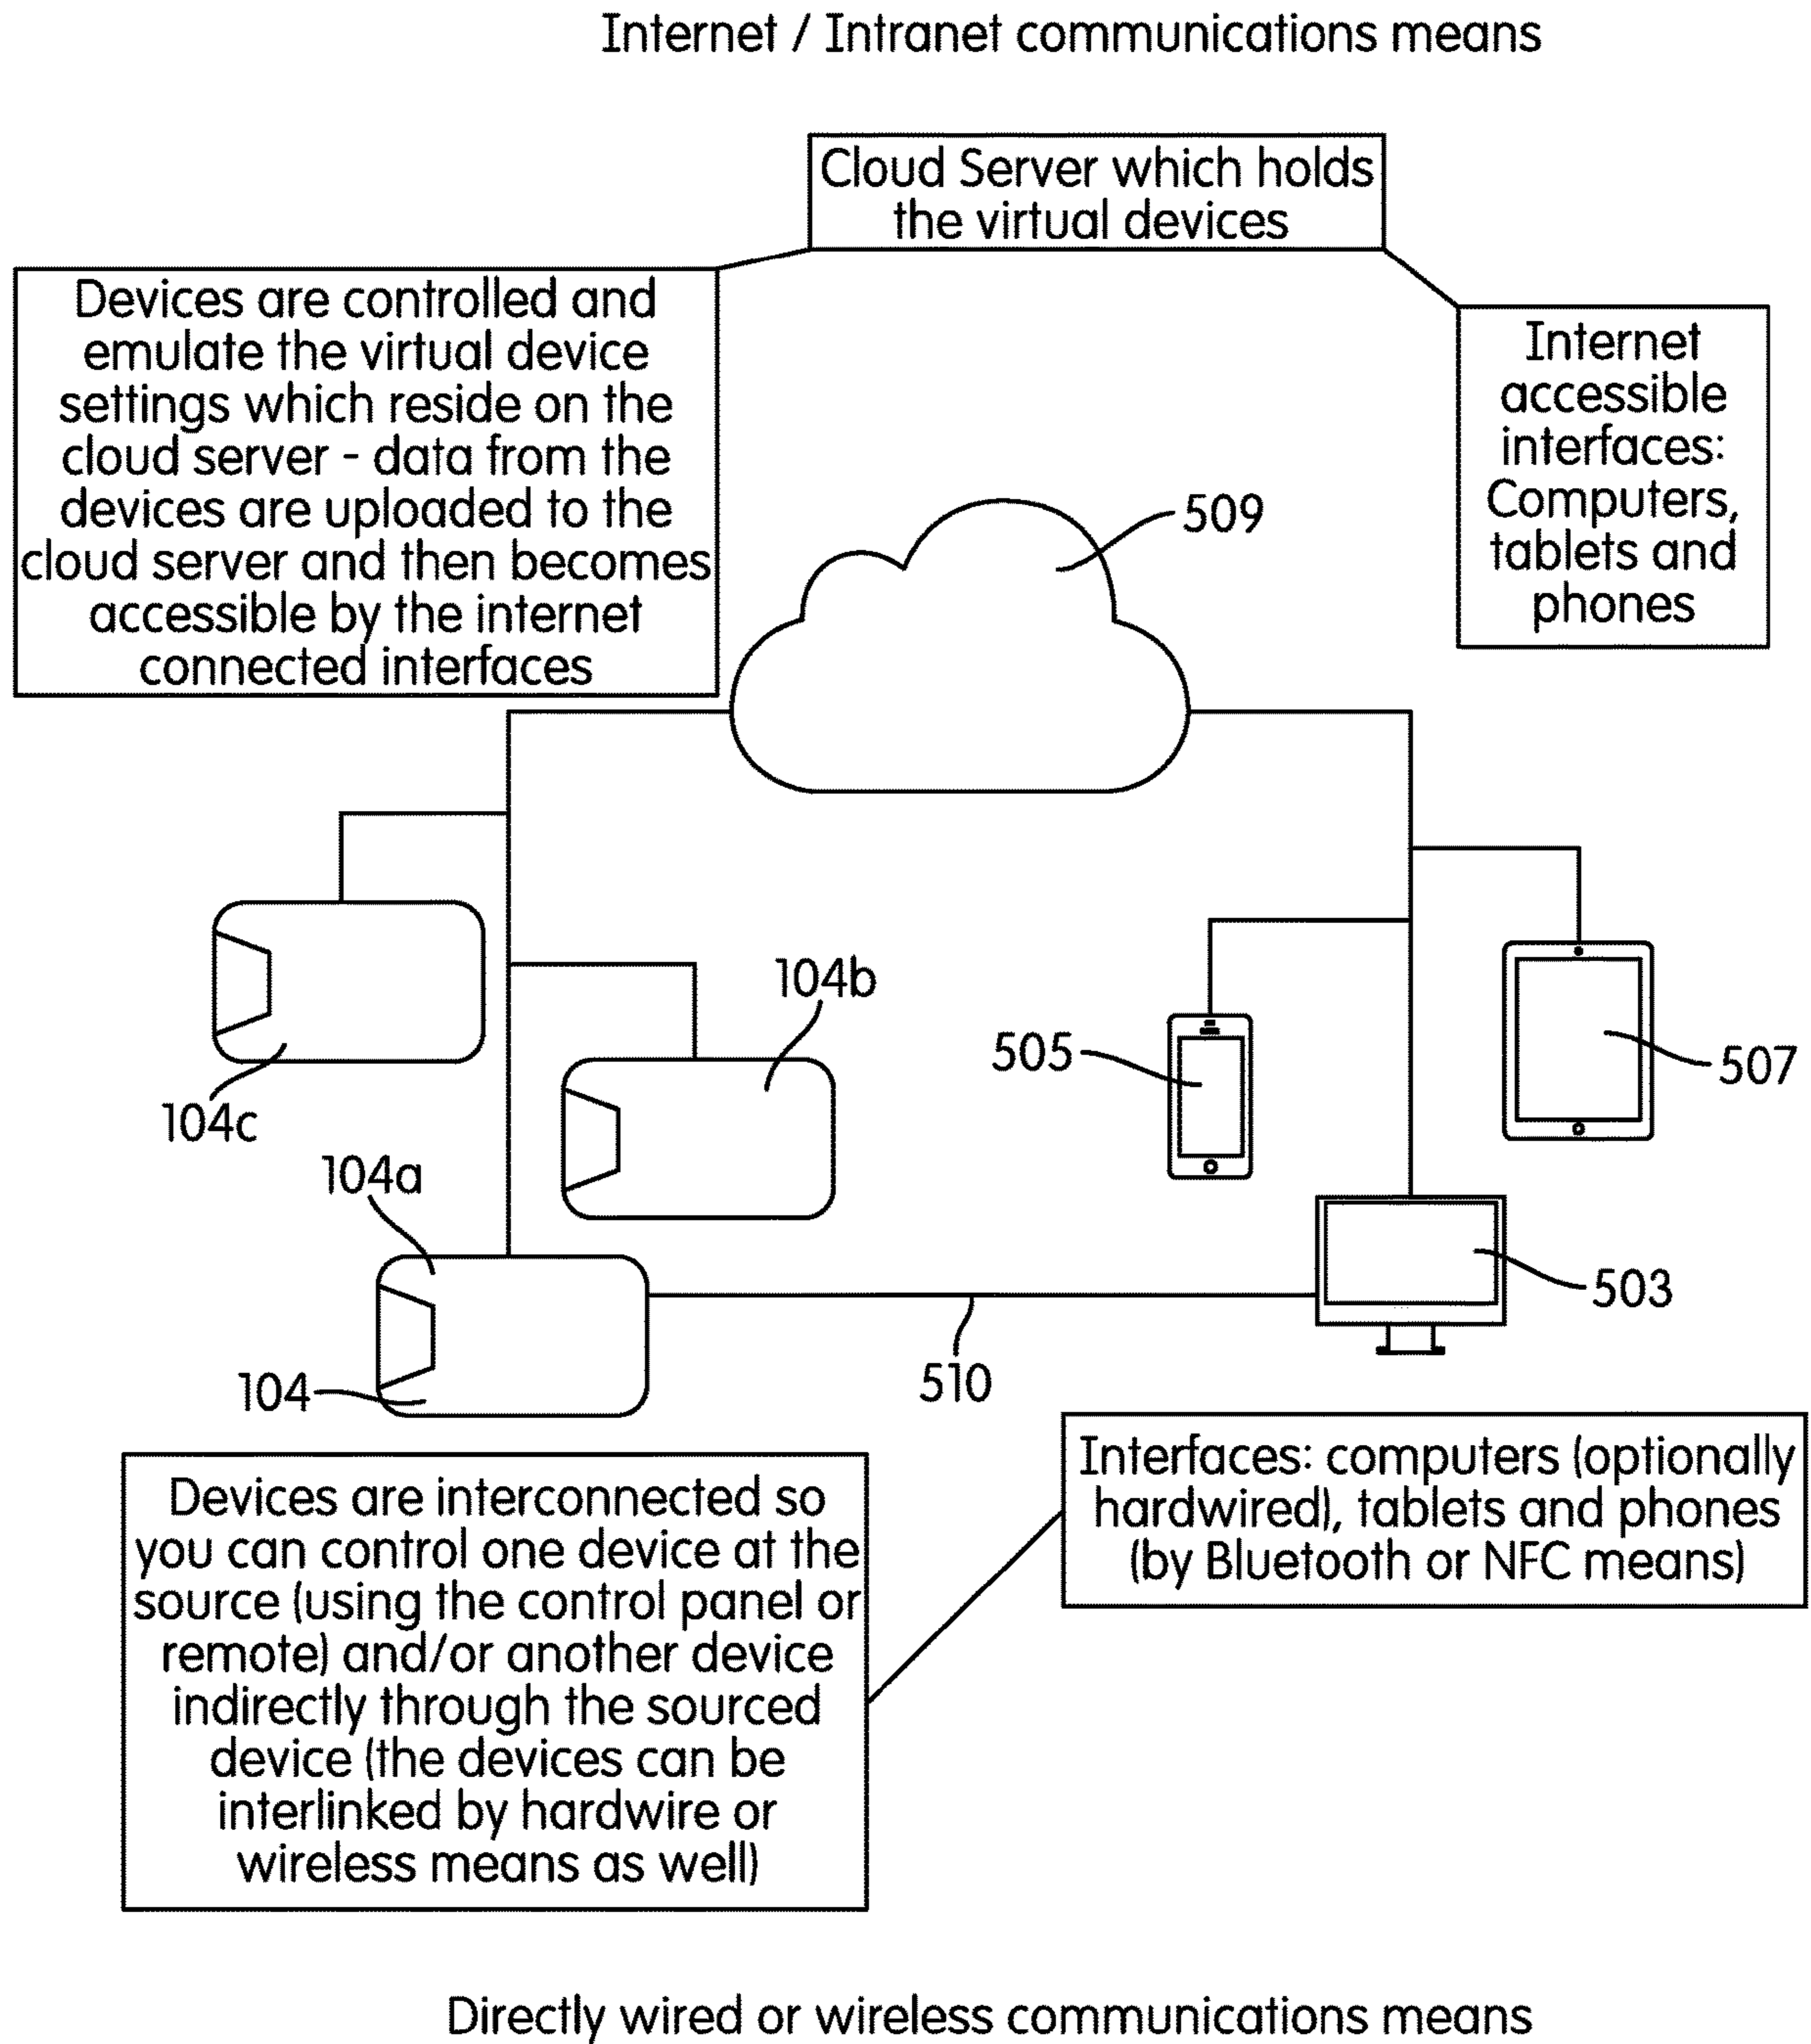 Internet / Intranet communications means
Cloud Server which holds
the virtual devices
Devices are controlled and
emulate the virtual device
settings which reside on the
cloud server - data from the
devices are uploaded to the
cloud server and then becomes
accessible by the internet
connected interfaces
Internet
accessible
interfaces:
Computers,
tablets and
phones
509
104b
505
507
104c
104a
503
510
104
Interfaces: computers (optionally
hardwired), tablets and phones
(by Bluetooth or NFC means)
Devices are interconnected so
you can control one device at the
source (using the control panel or
remote) and/or another device
indirectly through the sourced
device (the devices can be
interlinked by hardwire or
wireless means as well)
Directly wired or wireless communications means